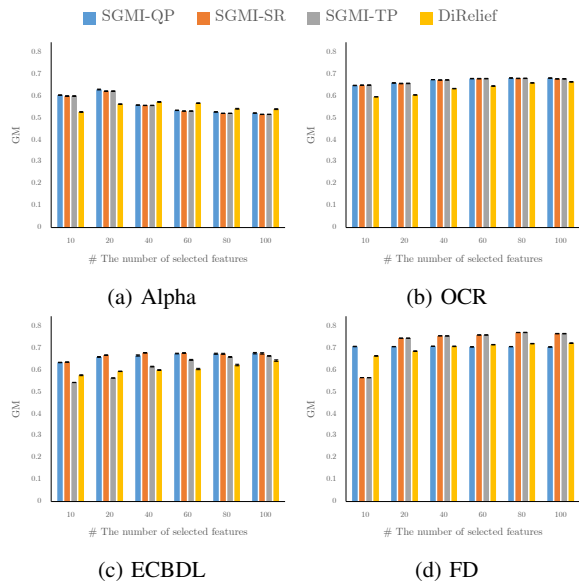 SGMI-QP SGMI-SR SGMI-TP DiRelief
0.8 0.8
0.7 0.7
0.6 0.6
0.5 0.5
GM GM
0.4 0.4
0.3 0.3
0.2 0.2
0.1 0.1
0 0
10 20 40 60 80 100 10 20 40 60 80 100
# The number of selected features # The number of selected features
(a) Alpha (b) OCR
0.8 0.8
0.7 0.7
0.6 0.6
0.5 0.5
GM GM
0.4 0.4
0.3 0.3
0.2 0.2
0.1 0.1
0 0
10 20 40 60 80 100 10 20 40 60 80 100
# The number of selected features # The number of selected features
(c) ECBDL (d) FD